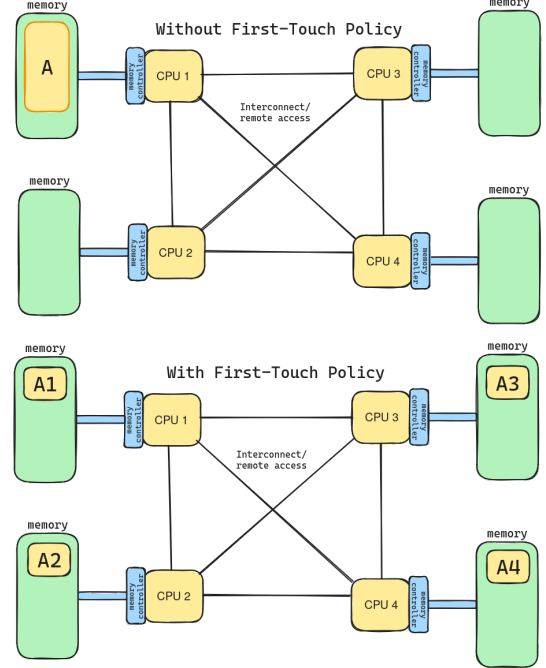 memory
memory
Without First-Touch Policy
A
memory
controller
CPU 1
CPU 3
memory
controller
Interconnect/
remote access
memory
memory
memory
controller
CPU 2
CPU 4
memory
controller
memory
memory
With First-Touch Policy
A1
A3
memory
controller
CPU 1
CPU 3
memory
controller
Interconnect/
remote access
memory
memory
A2
A4
memory
controller
CPU 2
CPU 4
memory
controller